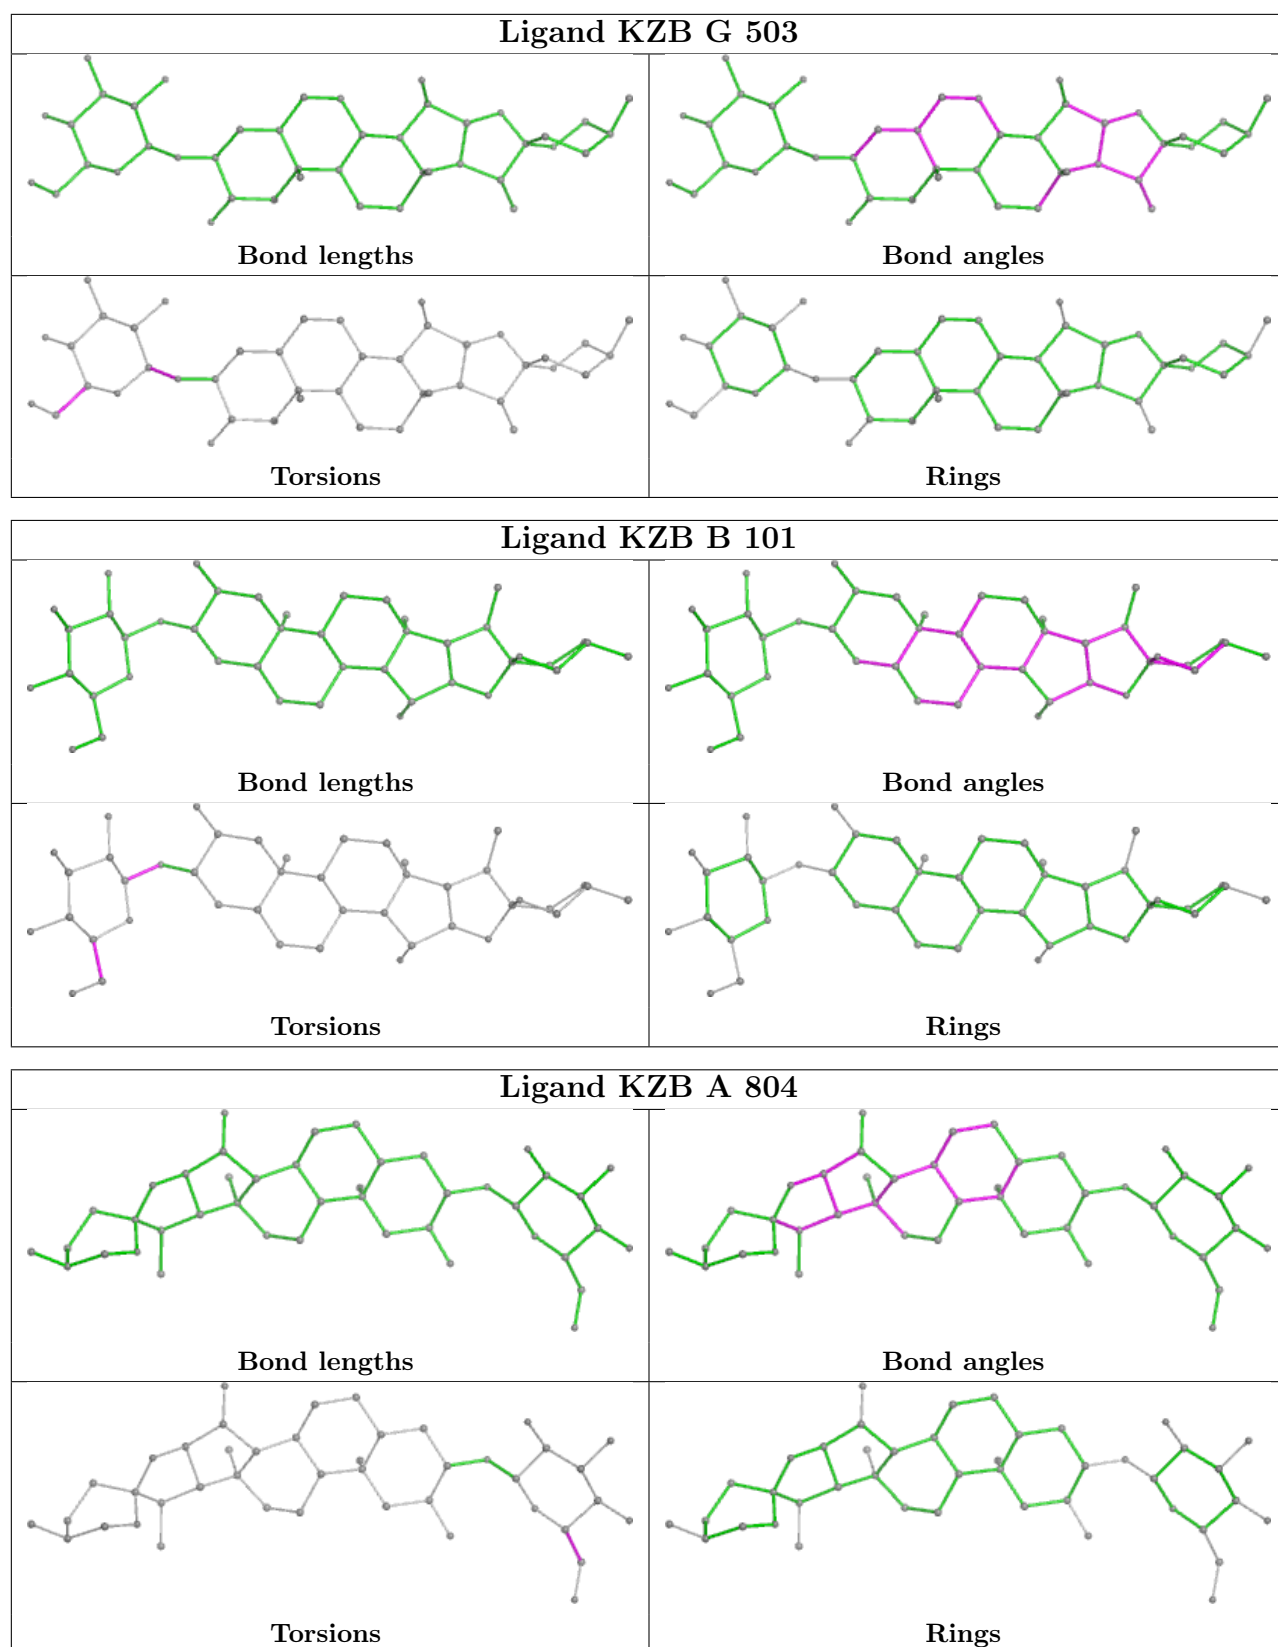 Ligand KZB G 503
Bond lengths
Bond angles
Torsions
Rings
Ligand KZB B 101
Bond lengths
Bond angles
Torsions
Rings
Ligand KZB A 804
Bond lengths
Bond angles
Torsions
Rings